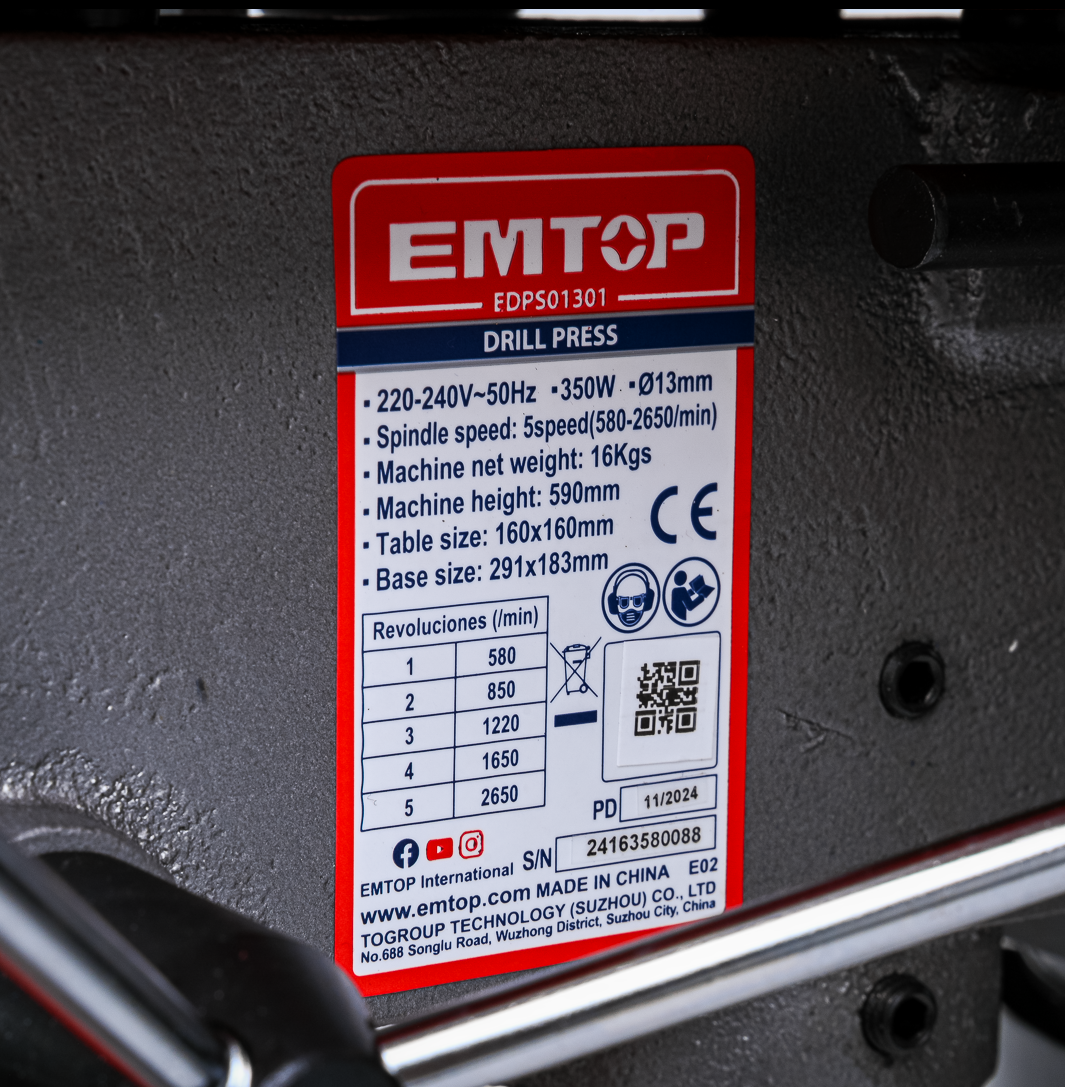 EMTOP
EDPS01301
DRILL PRESS
▪ 220-240V~50Hz ▪350W ▪Ø13mm
▪ Spindle speed: 5speed(580-2650/min)
▪ Machine net weight: 16Kgs
▪ Machine height: 590mm
▪ Table size: 160x160mm
▪ Base size: 291x183mm
CE
Revoluciones (/min)
1 580
2 850
3 1220
4 1650
5 2650
PD 11/2024
S/N 24163580088
EMTOP International
www.emtop.com MADE IN CHINA E02
TOGROUP TECHNOLOGY (SUZHOU) CO., LTD
No.688 Songlu Road, Wuzhong District, Suzhou City, China